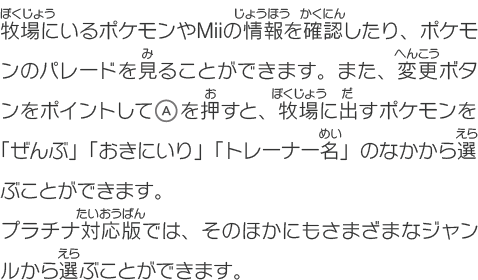 牧場にいるポケモンやMiiの情報を確認したり、ポケモ
ンのパレードを見ることができます。また、変更ボタ
ンをポイントしてⒶを押すと、牧場に出すポケモンを
「ぜんぶ」「おきにいり」「トレーナー名」のなかから選
ぶことができます。
プラチナ対応版では、そのほかにもさまざまなジャン
ルから選ぶことができます。